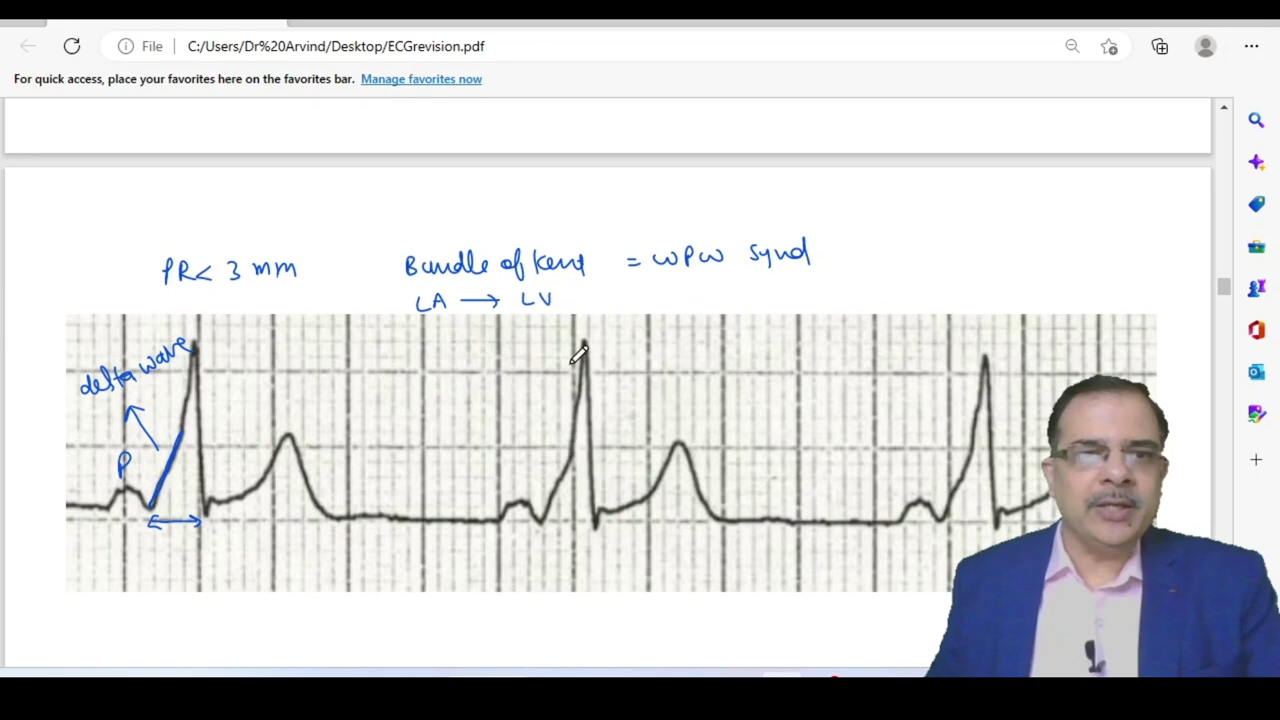 File C:/Users/Dr%20Arvind/Desktop/ECGrevision.pdf
For quick access, place your favorites here on the favorites bar. Manage favorites now
PR < 3 mm Bundle of Kent = WPW Synd
LA → LV
delta wave
P